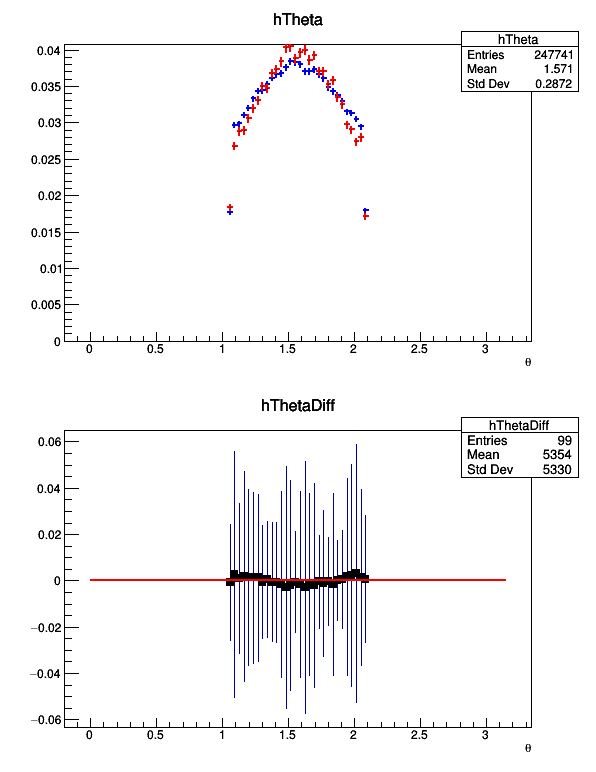 hTheta
hTheta
Entries 247741
Mean 1.571
Std Dev 0.2872
0.04
0.035
0.03
0.025
0.02
0.015
0.01
0.005
0
0 0.5 1 1.5 2 2.5 3
θ
hThetaDiff
hThetaDiff
Entries 99
Mean 5354
Std Dev 5330
0.06
0.04
0.02
0
−0.02
−0.04
−0.06
0 0.5 1 1.5 2 2.5 3
θ